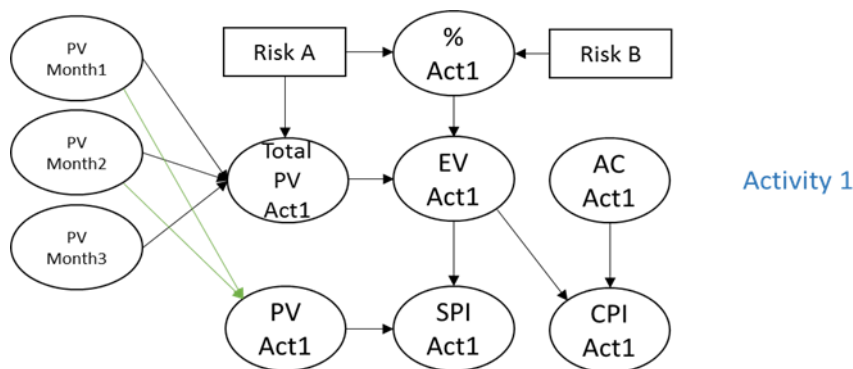 PV
Month1
PV
Month2
PV
Month3
Risk A
%
Act1
Risk B
Total
PV
Act1
EV
Act1
AC
Act1
Activity 1
PV
Act1
SPI
Act1
CPI
Act1